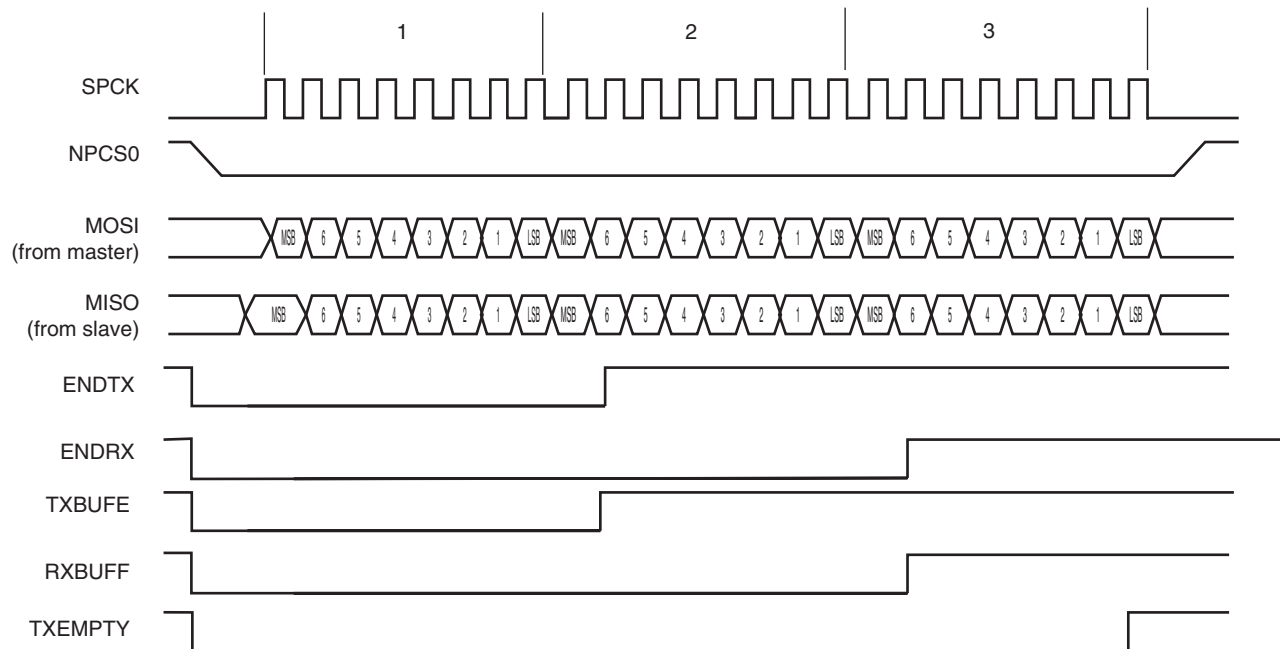 1 2 3
SPCK
NPCS0
MOSI
(from master)
MSB 6 5 4 3 2 1 LSB MSB 6 5 4 3 2 1 LSB MSB 6 5 4 3 2 1 LSB
MISO
(from slave)
MSB 6 5 4 3 2 1 LSB MSB 6 5 4 3 2 1 LSB MSB 6 5 4 3 2 1 LSB
ENDTX
ENDRX
TXBUFE
RXBUFF
TXEMPTY